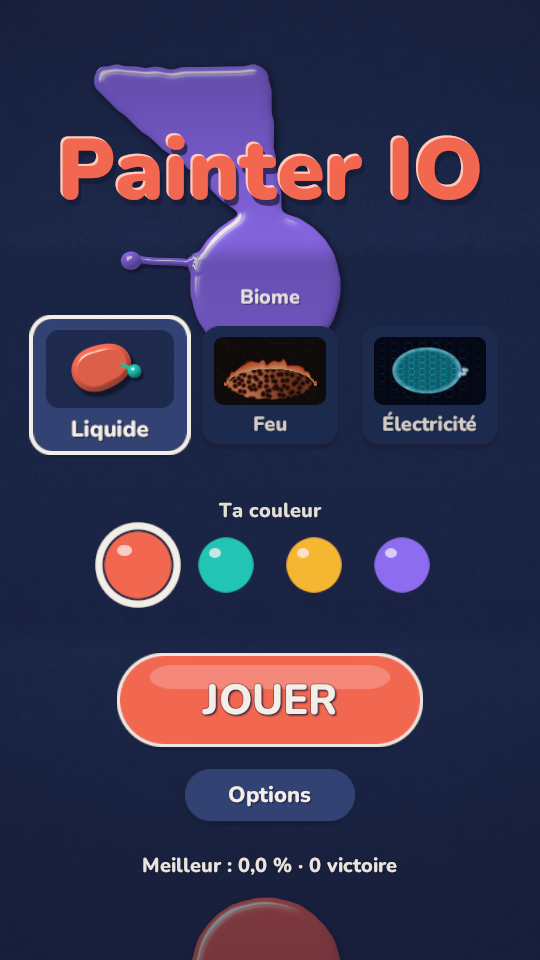 Painter IO
Biome
Liquide
Feu
Électricité
Ta couleur
JOUER
Options
Meilleur : 0,0 % · 0 victoire